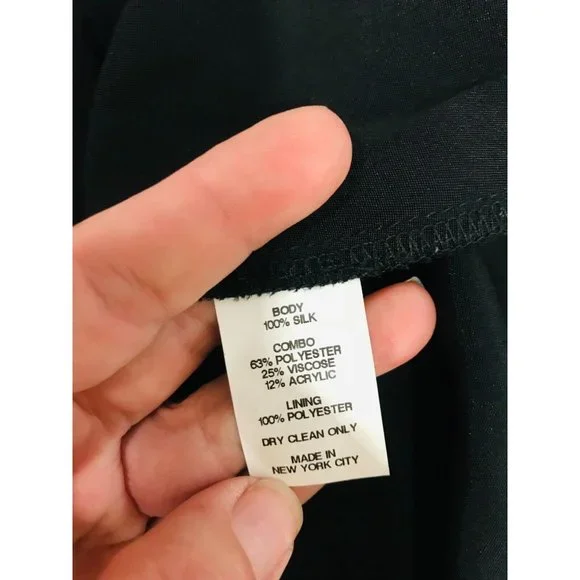 BODY
100% SILK
COMBO
63% POLYESTER
25% VISCOSE
12% ACRYLIC
LINING
100% POLYESTER
DRY CLEAN ONLY
MADE IN
NEW YORK CITY